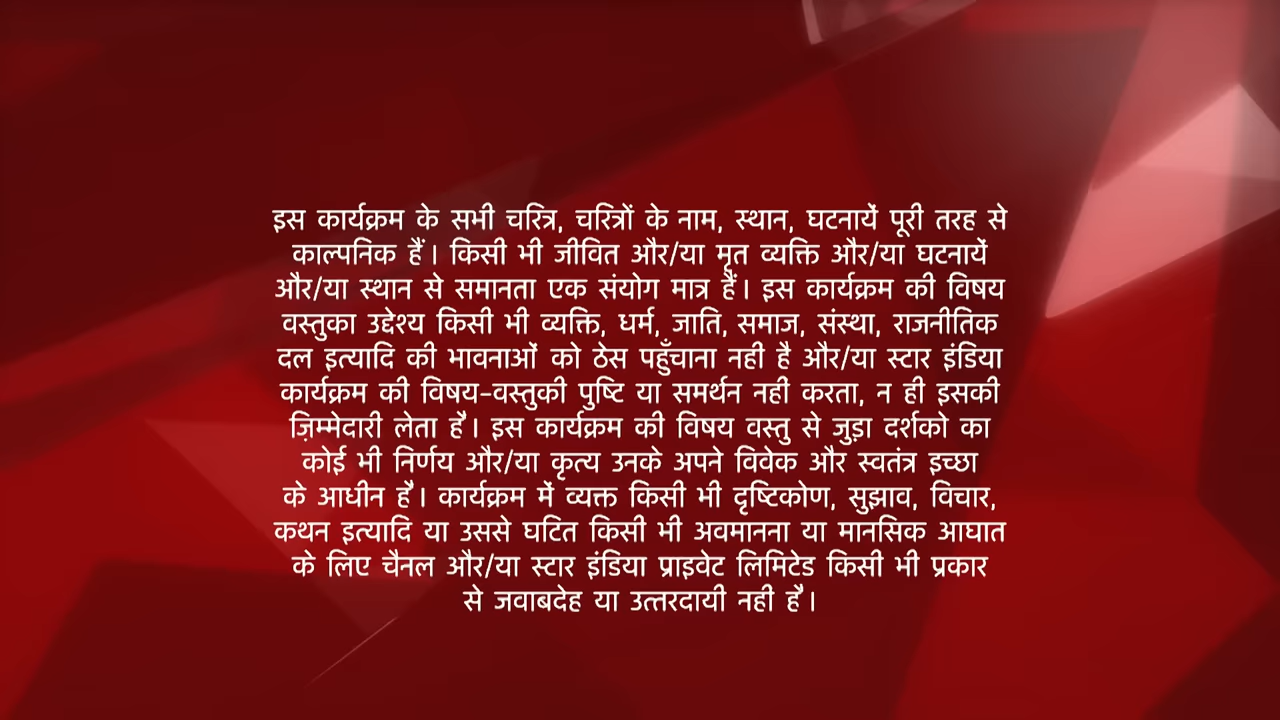 इस कार्यक्रम के सभी चरित्र, चरित्रों के नाम, स्थान, घटनायें पूरी तरह से
काल्पनिक हैं। किसी भी जीवित और/या मृत व्यक्ति और/या घटनायें
और/या स्थान से समानता एक संयोग मात्र हैं। इस कार्यक्रम की विषय
वस्तुका उद्देश्य किसी भी व्यक्ति, धर्म, जाति, समाज, संस्था, राजनीतिक
दल इत्यादि की भावनाओं को ठेस पहुँचाना नही है और/या स्टार इंडिया
कार्यक्रम की विषय-वस्तुकी पुष्टि या समर्थन नही करता, न ही इसकी
ज़िम्मेदारी लेता हैं। इस कार्यक्रम की विषय वस्तु से जुड़ा दर्शको का
कोई भी निर्णय और/या कृत्य उनके अपने विवेक और स्वतंत्र इच्छा
के आधीन हैं। कार्यक्रम में व्यक्त किसी भी दृष्टिकोण, सुझाव, विचार,
कथन इत्यादि या उससे घटित किसी भी अवमानना या मानसिक आघात
के लिए चैनल और/या स्टार इंडिया प्राइवेट लिमिटेड किसी भी प्रकार
से जवाबदेह या उत्तरदायी नही हैं।